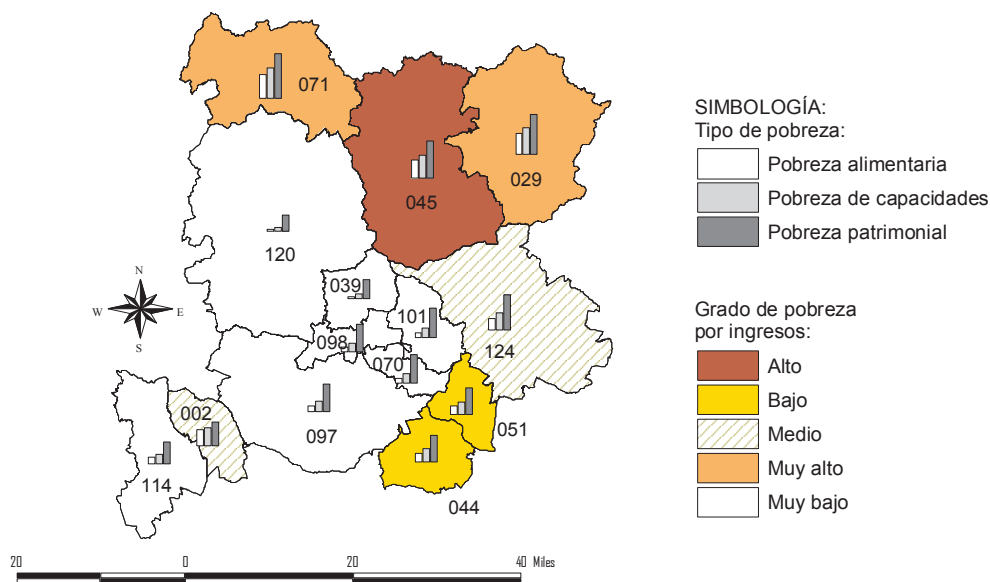 071
045
029
120
039
101
098
070
124
002
097
051
114
044
N
W
E
S
20
0
20
40 Miles
SIMBOLOGÍA:
Tipo de pobreza:
Pobreza alimentaria
Pobreza de capacidades
Pobreza patrimonial
Grado de pobreza
por ingresos:
Alto
Bajo
Medio
Muy alto
Muy bajo